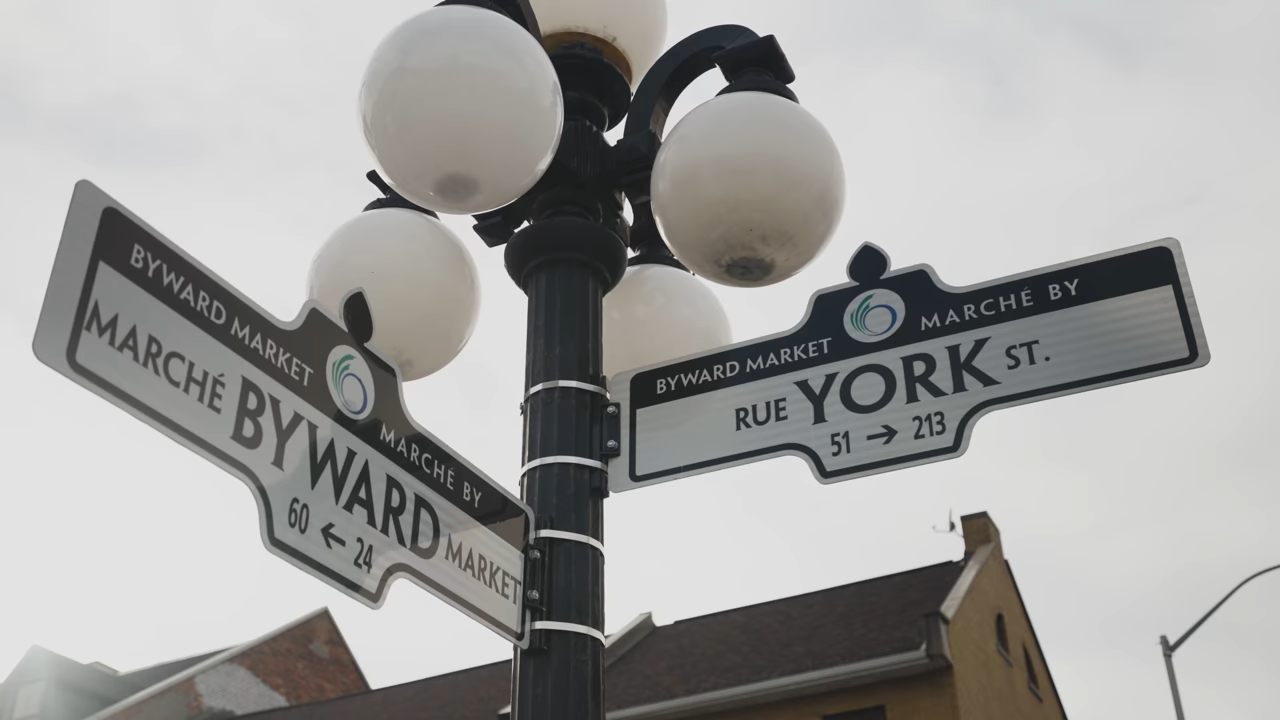 BYWARD MARKET MARCHÉ BY
MARCHÉ BYWARD MARKET
60 ← 24
BYWARD MARKET MARCHÉ BY
RUE YORK ST.
51 → 213